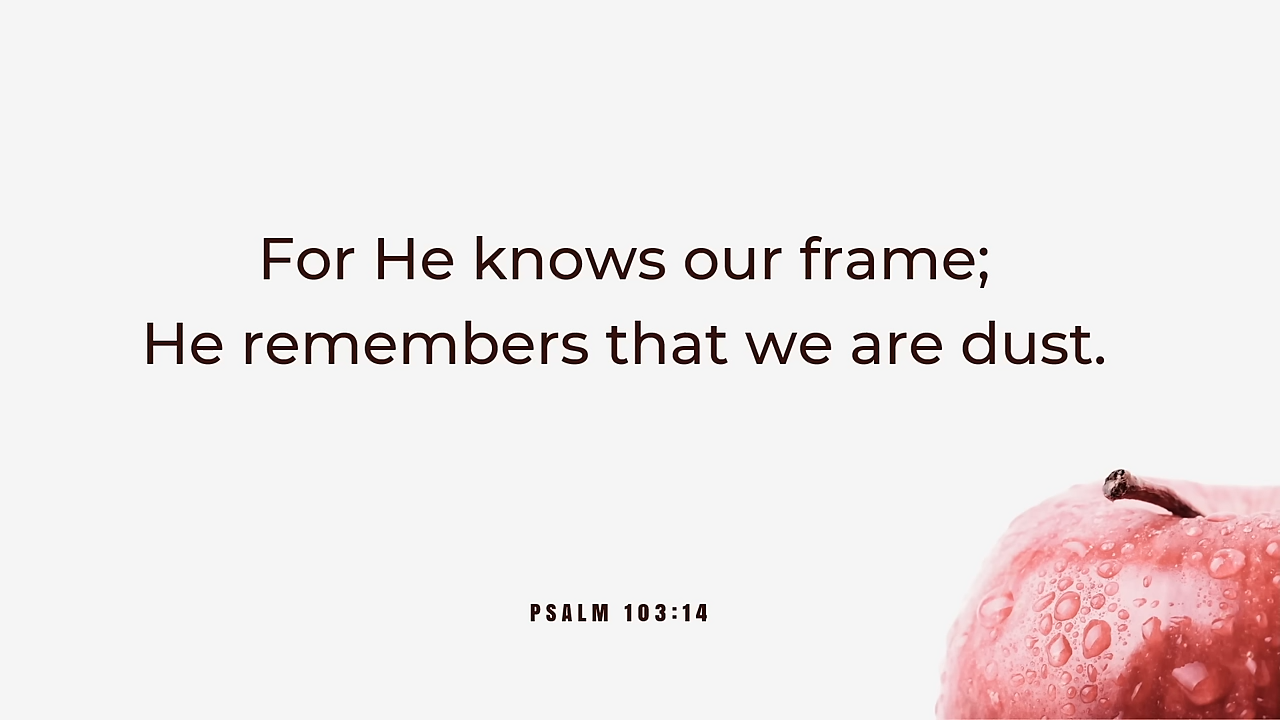 For He knows our frame;
He remembers that we are dust.
PSALM 103:14